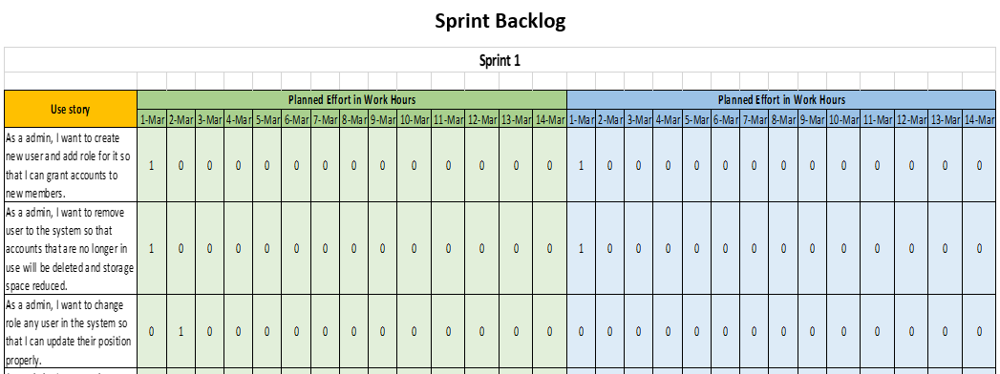 Sprint Backlog
Sprint 1
Use story
Planned Effort in Work Hours
Planned Effort in Work Hours
1-Mar 2-Mar 3-Mar 4-Mar 5-Mar 6-Mar 7-Mar 8-Mar 9-Mar 10-Mar 11-Mar 12-Mar 13-Mar 14-Mar 1-Mar 2-Mar 3-Mar 4-Mar 5-Mar 6-Mar 7-Mar 8-Mar 9-Mar 10-Mar 11-Mar 12-Mar 13-Mar 14-Mar
As a admin, I want to create
new user and add role for it so
that I can grant accounts to
new members.
1 0 0 0 0 0 0 0 0 0 0 0 0 0 1 0 0 0 0 0 0 0 0 0 0 0 0 0
As a admin, I want to remove
user to the system so that
accounts that are no longer in
use will be deleted and storage
space reduced.
1 0 0 0 0 0 0 0 0 0 0 0 0 0 1 0 0 0 0 0 0 0 0 0 0 0 0 0
As a admin, I want to change
role any user in the system so
that I can update their position
properly.
0 1 0 0 0 0 0 0 0 0 0 0 0 0 0 0 0 0 0 0 0 0 0 0 0 0 0 0